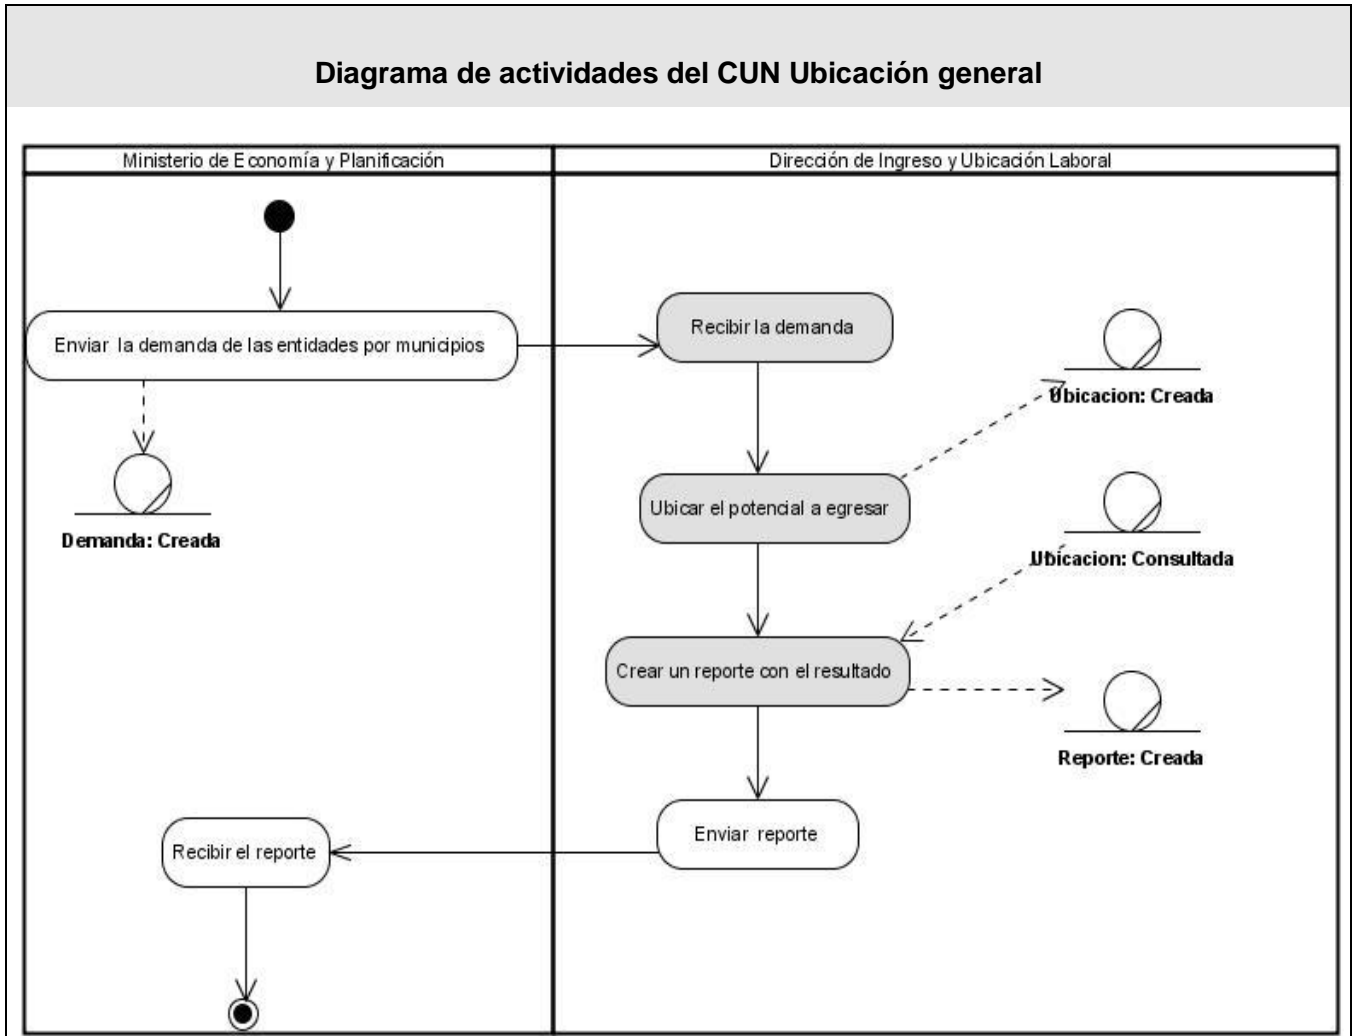 Diagrama de actividades del CUN Ubicación general
Ministerio de Economía y Planificación
Dirección de Ingreso y Ubicación Laboral
Enviar la demanda de las entidades por municipios
Recibir la demanda
Ubicacion: Creada
Demanda: Creada
Ubicar el potencial a egresar
Ubicacion: Consultada
Crear un reporte con el resultado
Reporte: Creada
Enviar reporte
Recibir el reporte